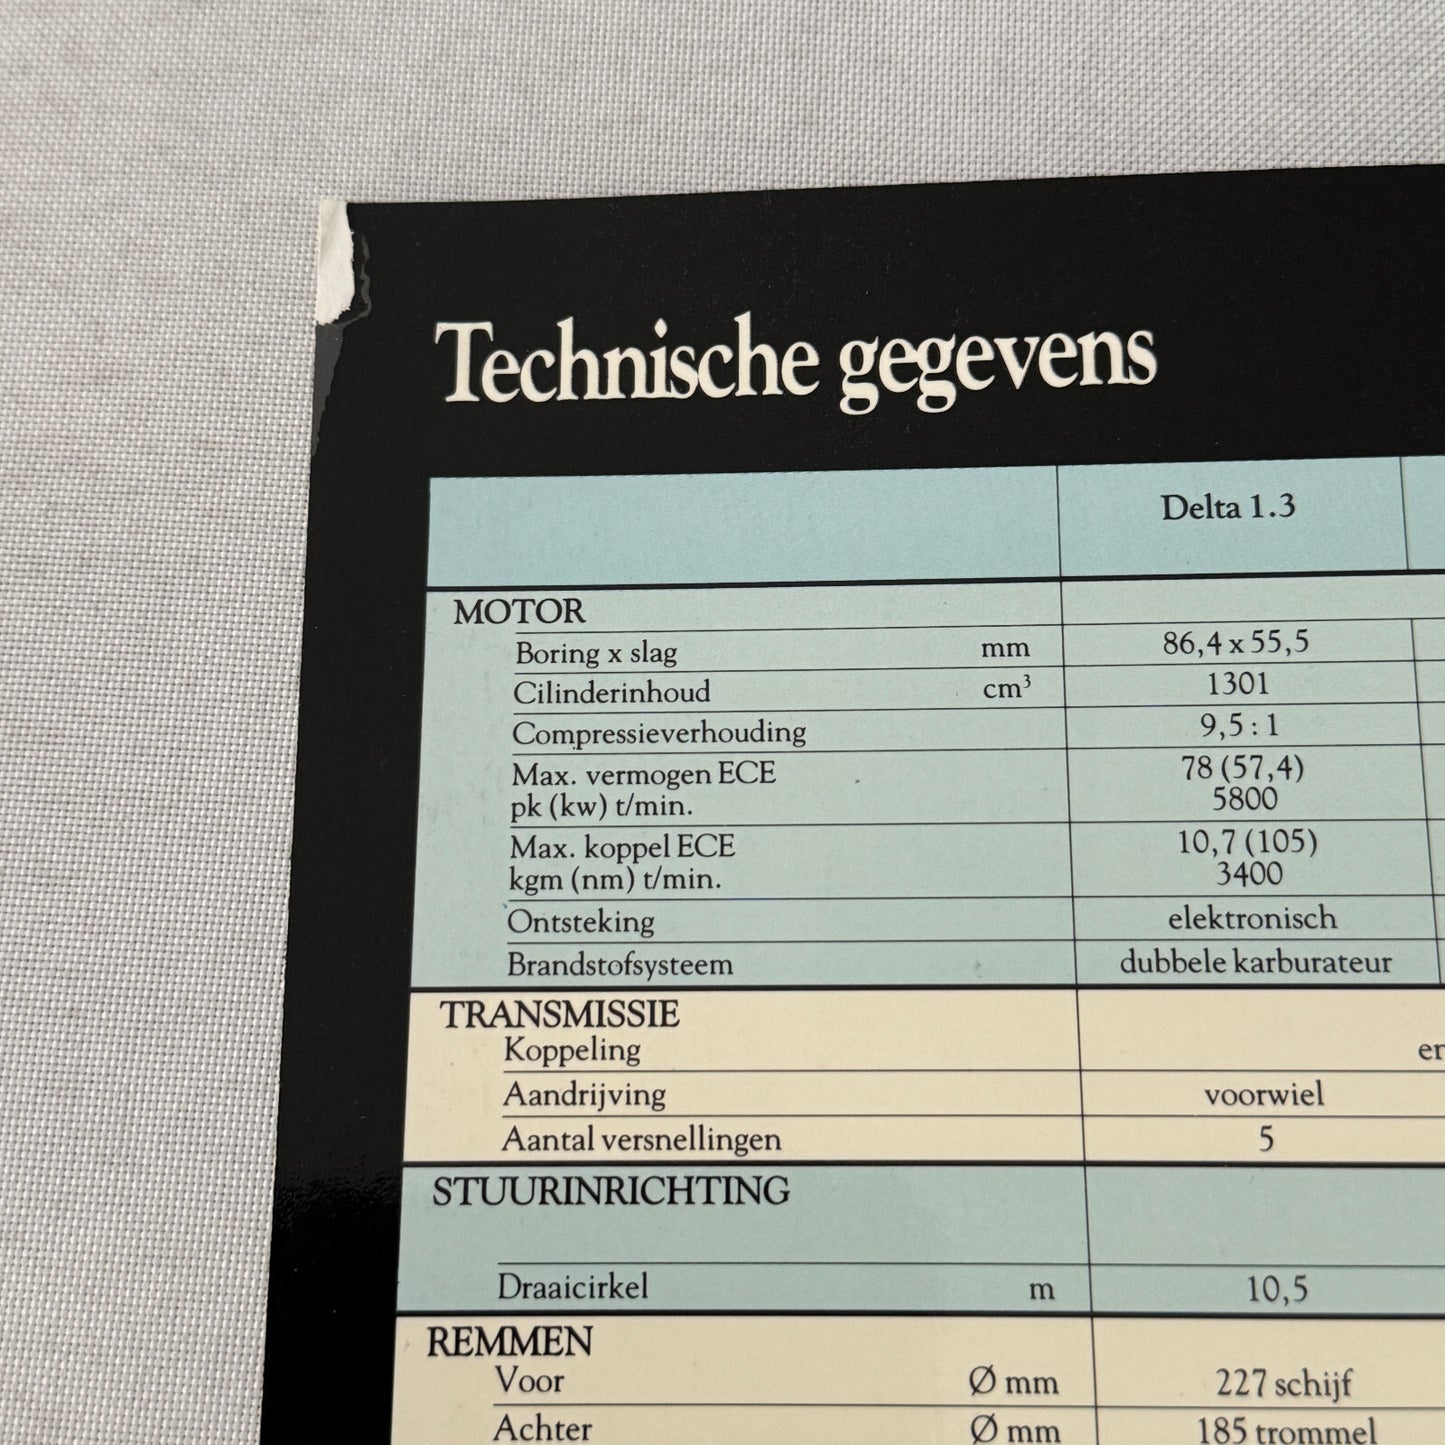 Technische gegevens
Delta 1.3
MOTOR
Boring x slag mm 86,4 x 55,5
Cilinderinhoud cm³ 1301
Compressieverhouding 9,5 : 1
Max. vermogen ECE 78 (57,4)
pk (kw) t/min. 5800
Max. koppel ECE 10,7 (105)
kgm (nm) t/min. 3400
Ontsteking elektronisch
Brandstofsysteem dubbele karburateur
TRANSMISSIE
Koppeling
Aandrijving voorwiel
Aantal versnellingen 5
STUURINRICHTING
Draaicirkel m 10,5
REMMEN
Voor Ø mm 227 schijf
Achter Ø mm 185 trommel